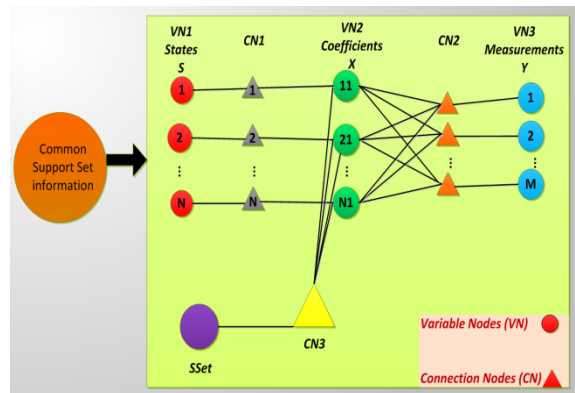 VN1
States
S
CN1
VN2
Coefficients
X
CN2
VN3
Measurements
Y
1
1
11
1
2
2
21
2
⋮
⋮
⋮
⋮
⋮
N
N
N1
M
Common
Support Set
information
SSet
CN3
Variable Nodes (VN)
Connection Nodes (CN)